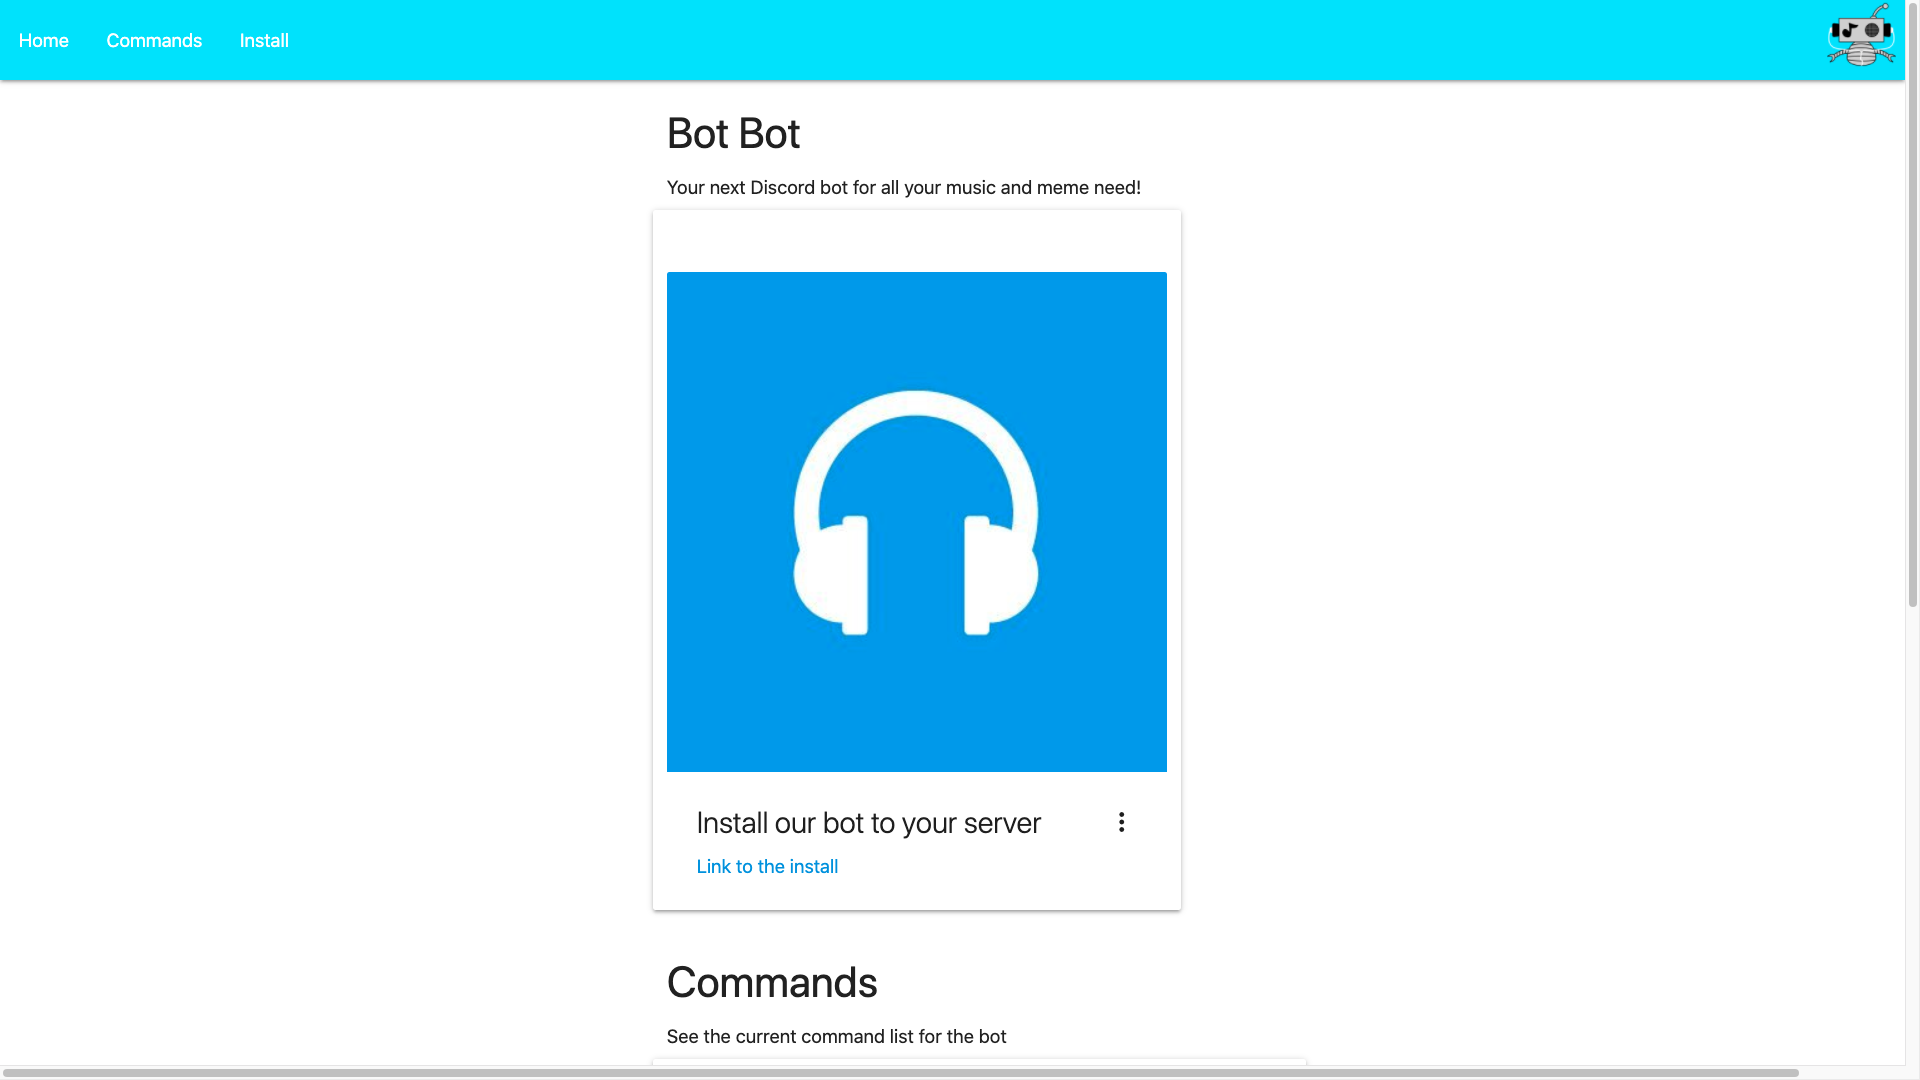 Home Commands Install
Bot Bot
Your next Discord bot for all your music and meme need!
Install our bot to your server
Link to the install
Commands
See the current command list for the bot